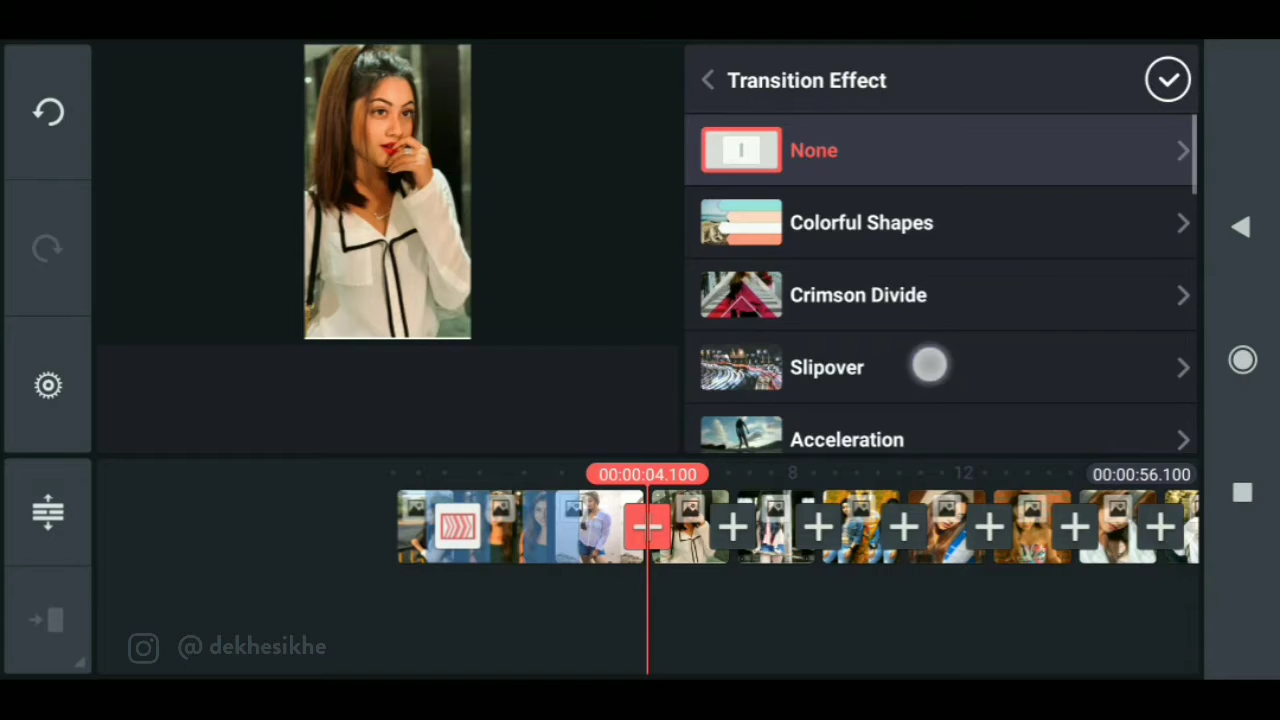 Transition Effect
None
Colorful Shapes
Crimson Divide
Slipover
Acceleration
00:00:04.100
8
12
00:00:56.100
@ dekhesikhe